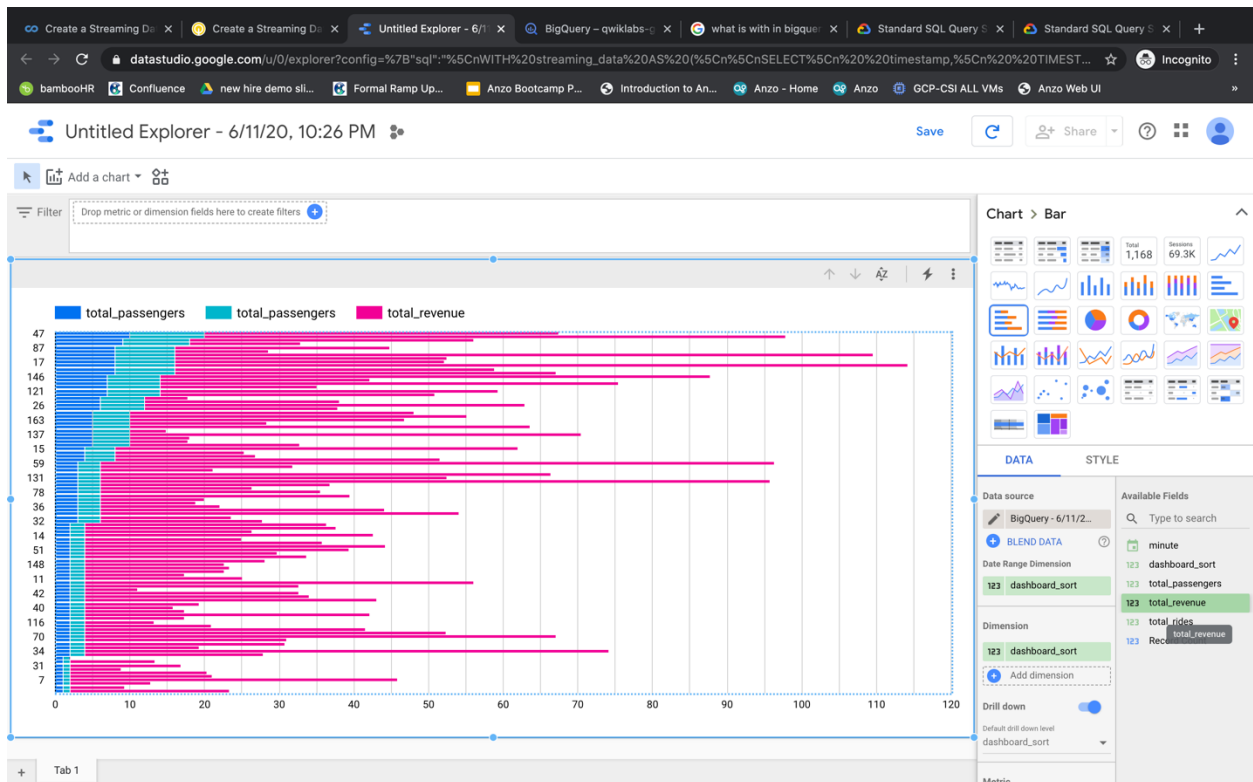 Create a Streaming Da
Create a Streaming Da
Untitled Explorer - 6/1
BigQuery – qwiklabs-g
what is with in bigquer
Standard SQL Query S
Standard SQL Query S
datastudio.google.com/u/0/explorer?config=%7B"sql":"%5CnWITH%20streaming_data%20AS%20(%5Cn%5CnSELECT%5Cn%20%20timestamp,%5Cn%20%20TIMEST...
Incognito
bambooHR
Confluence
new hire demo sli...
Formal Ramp Up...
Anzo Bootcamp P...
Introduction to An...
Anzo - Home
Anzo
GCP-CSI ALL VMs
Anzo Web UI
»
Untitled Explorer - 6/11/20, 10:26 PM
Save
Share
Add a chart
Filter
Drop metric or dimension fields here to create filters
total_passengers
total_passengers
total_revenue
47
87
17
146
121
26
163
137
15
59
131
78
36
32
14
51
148
11
42
40
116
70
34
31
7
0 10 20 30 40 50 60 70 80 90 100 110 120
Tab 1
Chart > Bar
Total
1,168
Sessions
69.3K
DATA
STYLE
Data source
BigQuery - 6/11/2...
BLEND DATA
Date Range Dimension
123 dashboard_sort
Dimension
123 dashboard_sort
Add dimension
Drill down
Default drill down level
dashboard_sort
Metric
Available Fields
Type to search
minute
123 dashboard_sort
123 total_passengers
123 total_revenue
123 total_rides
total_revenue
123